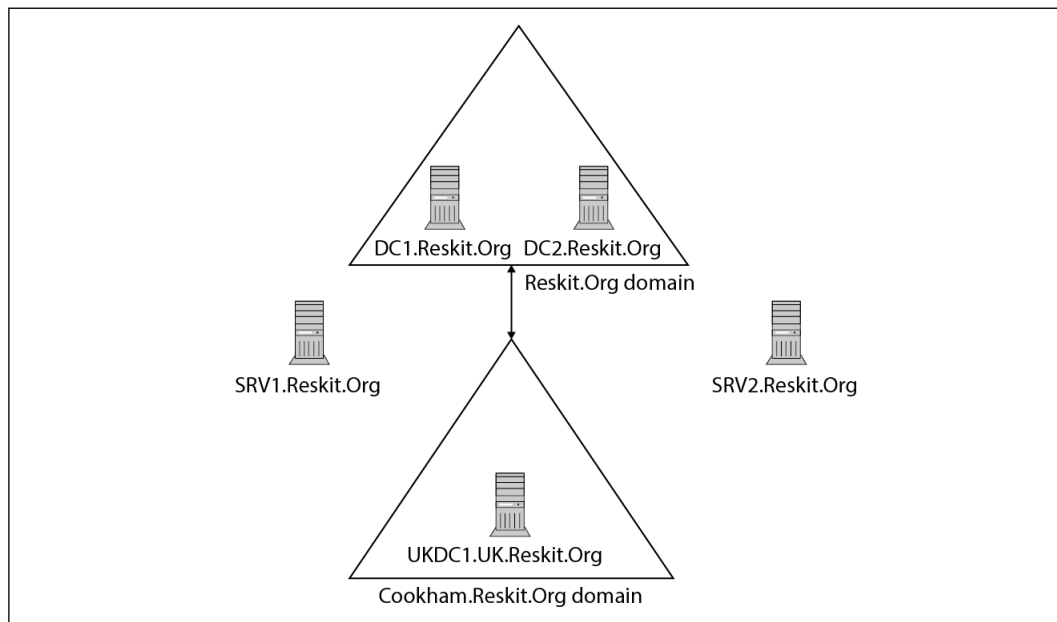 DC1.Reskit.Org DC2.Reskit.Org
Reskit.Org domain
SRV1.Reskit.Org
SRV2.Reskit.Org
UKDC1.UK.Reskit.Org
Cookham.Reskit.Org domain